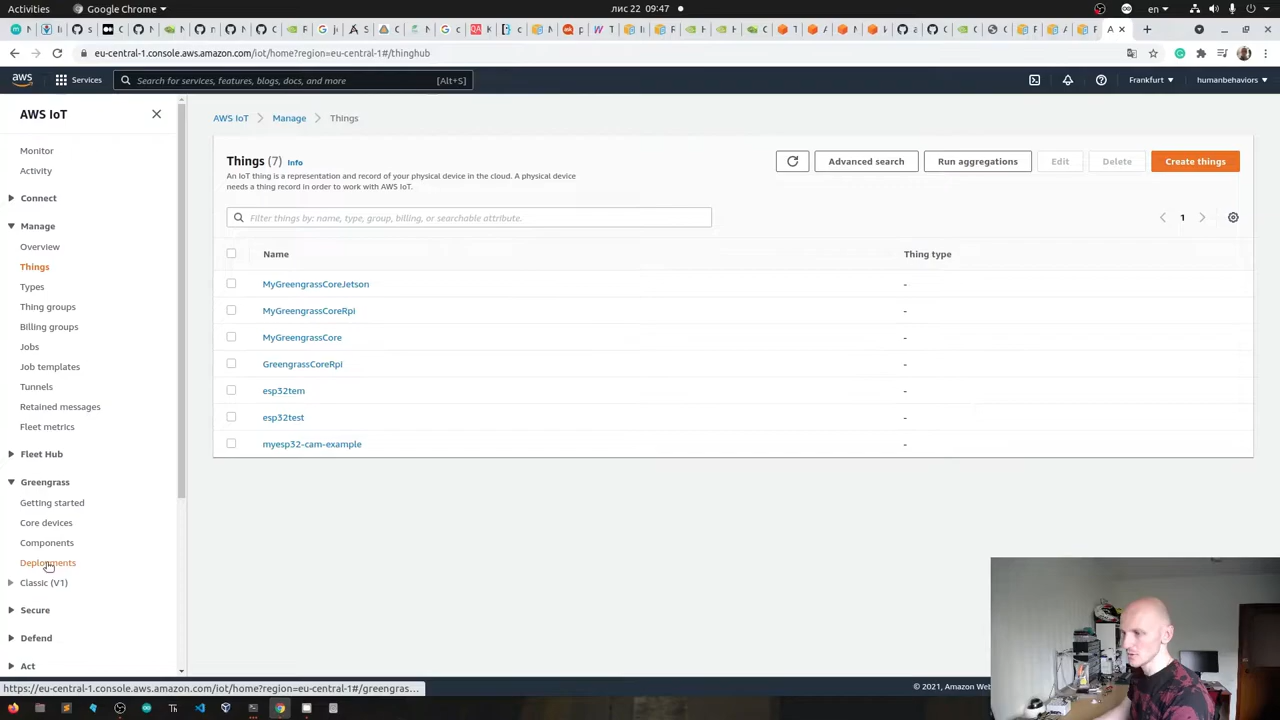 Activities
Google Chrome
лис 22 09:47
en
eu-central-1.console.aws.amazon.com/iot/home?region=eu-central-1#/thinghub
aws
Services
Search for services, features, blogs, docs, and more
[Alt+S]
Frankfurt
humanbehaviors
AWS IoT
Monitor
Activity
Connect
Manage
Overview
Things
Types
Thing groups
Billing groups
Jobs
Job templates
Tunnels
Retained messages
Fleet metrics
Fleet Hub
Greengrass
Getting started
Core devices
Components
Deployments
Classic (V1)
Secure
Defend
Act
AWS IoT
Manage
Things
Things (7)
Info
An IoT thing is a representation and record of your physical device in the cloud. A physical device
needs a thing record in order to work with AWS IoT.
Advanced search
Run aggregations
Edit
Delete
Create things
Filter things by: name, type, group, billing, or searchable attribute.
1
Name
Thing type
MyGreengrassCoreJetson
-
MyGreengrassCoreRpi
-
MyGreengrassCore
-
GreengrassCoreRpi
-
esp32tem
-
esp32test
-
myesp32-cam-example
-
https://eu-central-1.console.aws.amazon.com/iot/home?region=eu-central-1#/greengras...
© 2021, Amazon Web